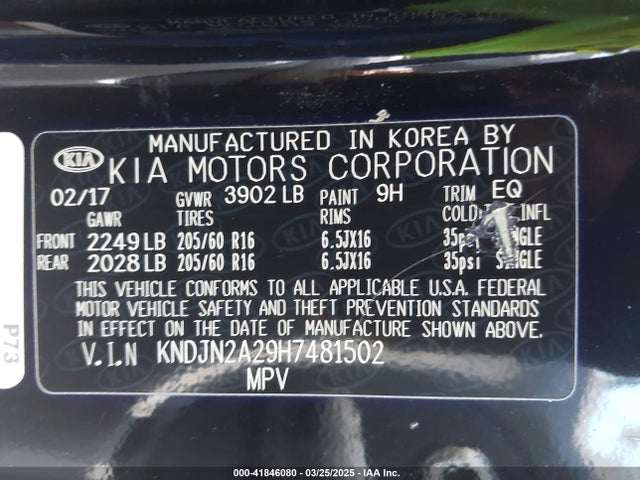 MANUFACTURED IN KOREA BY
KIA KIA MOTORS CORPORATION
02/17 GVWR 3902 LB PAINT 9H TRIM EQ
GAWR TIRES RIMS COLD INFL
FRONT 2249 LB 205/60 R16 6.5JX16 35psi
REAR 2028 LB 205/60 R16 6.5JX16 35psi
THIS VEHICLE CONFORMS TO ALL APPLICABLE U.S.A. FEDERAL
MOTOR VEHICLE SAFETY AND THEFT PREVENTION STANDARDS
IN EFFECT ON THE DATE OF MANUFACTURE SHOWN ABOVE.
V.I.N KNDJN2A29H7481502
MPV
P73
000-41846080 - 03/25/2025 - IAA Inc.